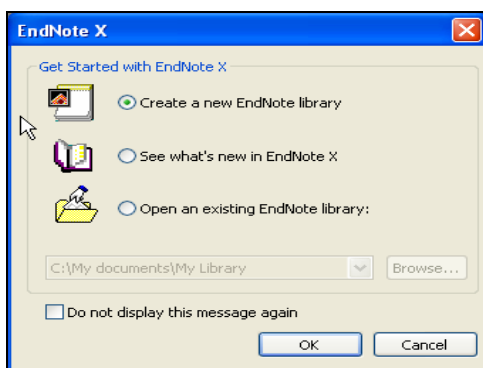 EndNote X
Get Started with EndNote X
Create a new EndNote library
See what's new in EndNote X
Open an existing EndNote library:
C:\My documents\My Library Browse...
Do not display this message again
OK Cancel